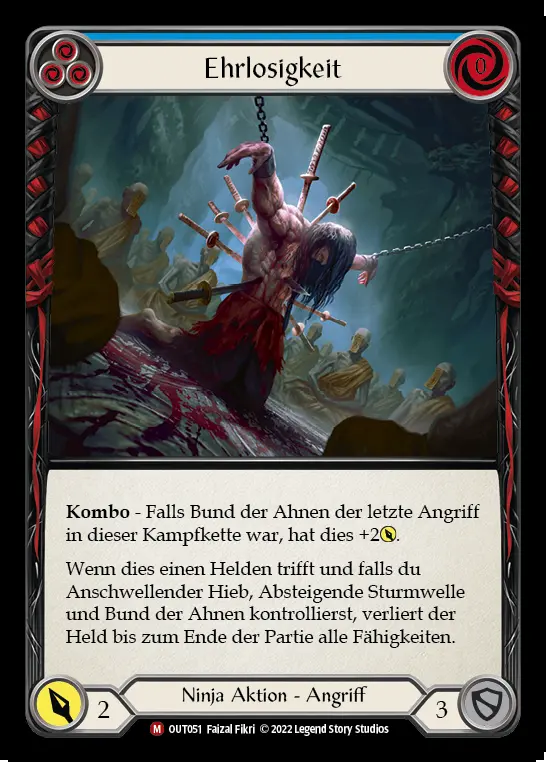 Ehrlosigkeit
0
Kombo - Falls Bund der Ahnen der letzte Angriff
in dieser Kampfkette war, hat dies +2.
Wenn dies einen Helden trifft und falls du
Anschwellender Hieb, Absteigende Sturmwelle
und Bund der Ahnen kontrollierst, verliert der
Held bis zum Ende der Partie alle Fähigkeiten.
2
Ninja Aktion - Angriff
3
M OUT051 Faizal Fikri © 2022 Legend Story Studios